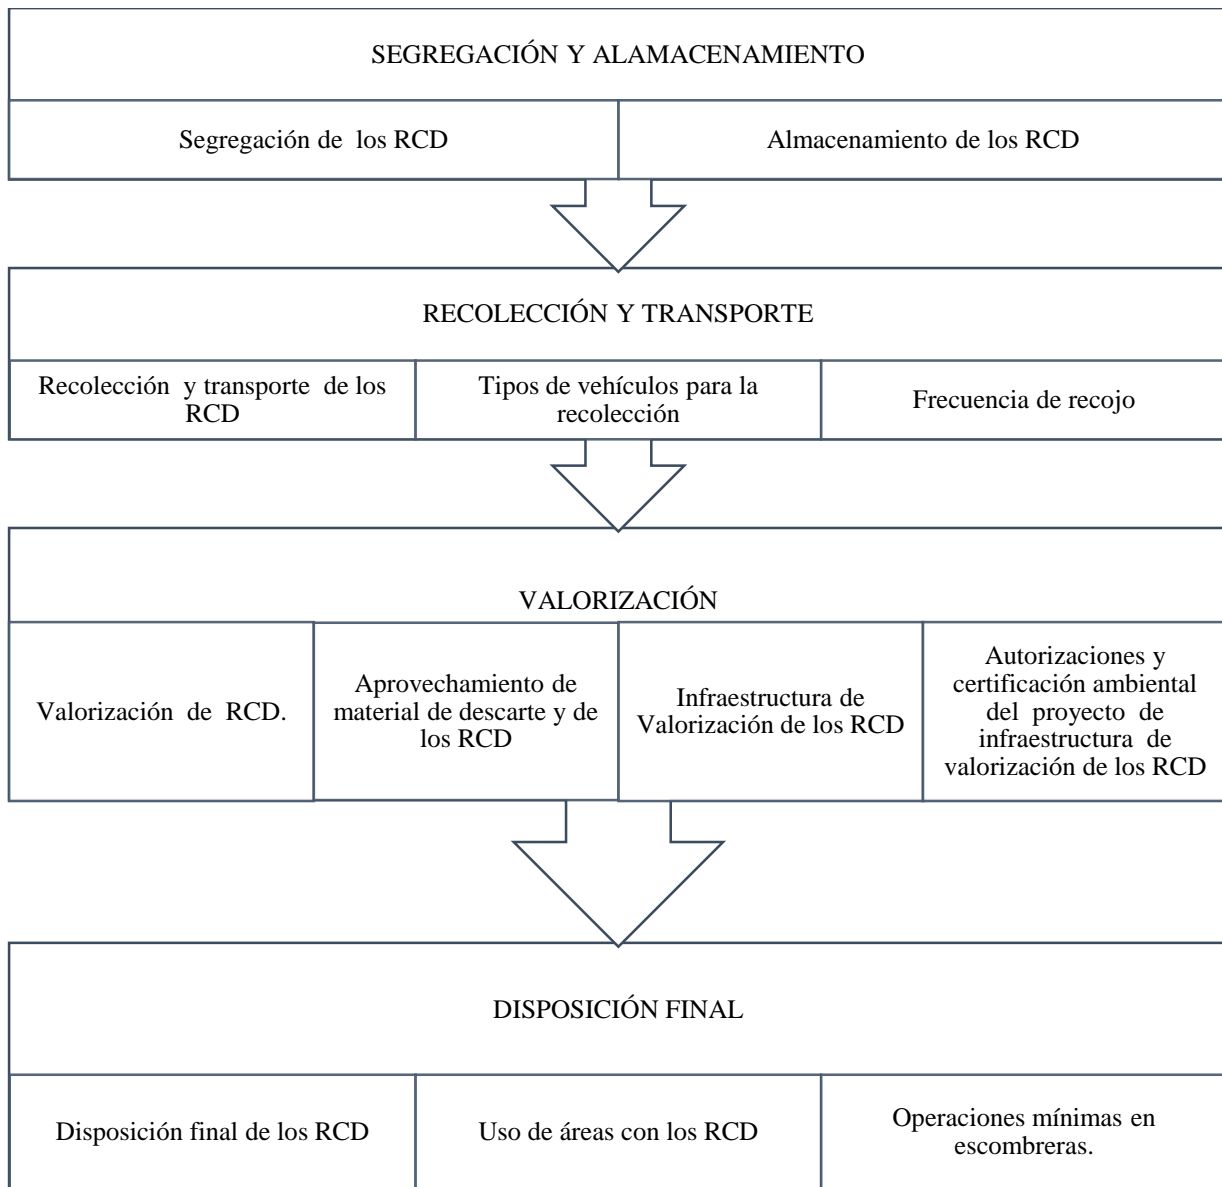 SEGREGACIÓN Y ALAMACENAMIENTO
Segregación de los RCD
Almacenamiento de los RCD
RECOLECCIÓN Y TRANSPORTE
Recolección y transporte de los
RCD
Tipos de vehículos para la
recolección
Frecuencia de recojo
VALORIZACIÓN
Valorización de RCD.
Aprovechamiento de
material de descarte y de
los RCD
Infraestructura de
Valorización de los RCD
Autorizaciones y
certificación ambiental
del proyecto de
infraestructura de
valorización de los RCD
DISPOSICIÓN FINAL
Disposición final de los RCD
Uso de áreas con los RCD
Operaciones mínimas en
escombreras.